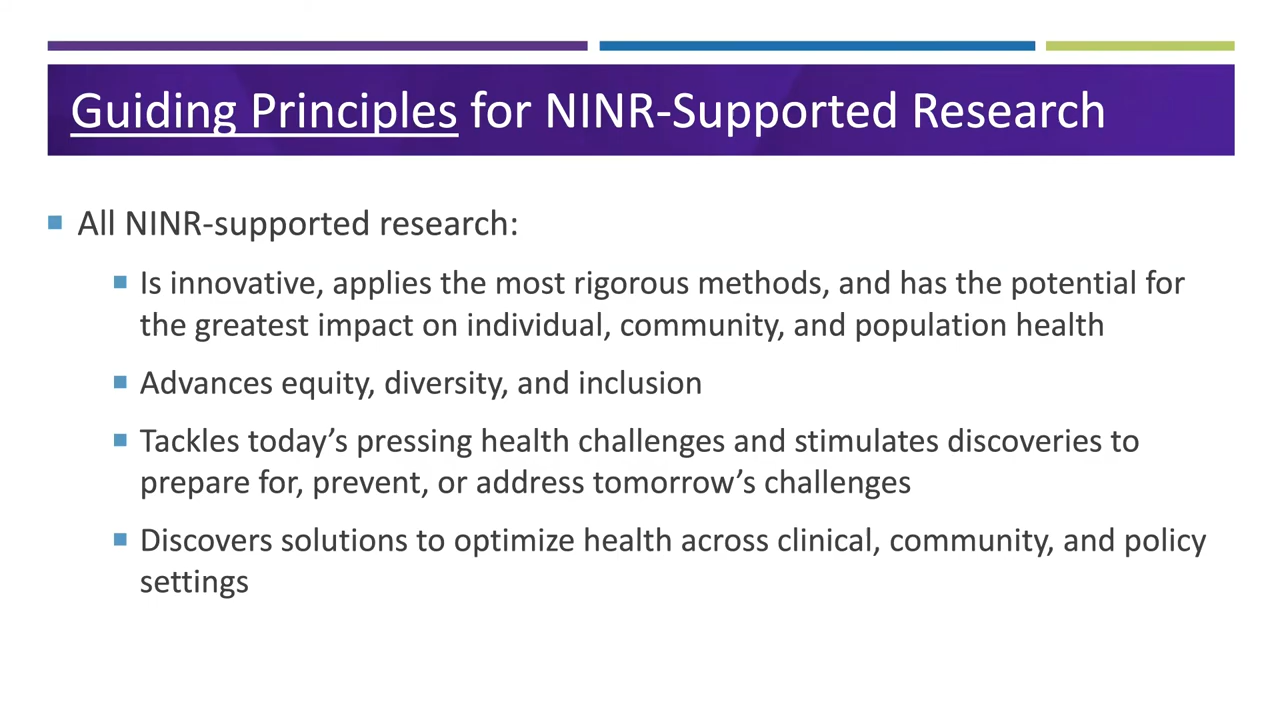 Guiding Principles for NINR-Supported Research
All NINR-supported research:
Is innovative, applies the most rigorous methods, and has the potential for
the greatest impact on individual, community, and population health
Advances equity, diversity, and inclusion
Tackles today’s pressing health challenges and stimulates discoveries to
prepare for, prevent, or address tomorrow’s challenges
Discovers solutions to optimize health across clinical, community, and policy
settings